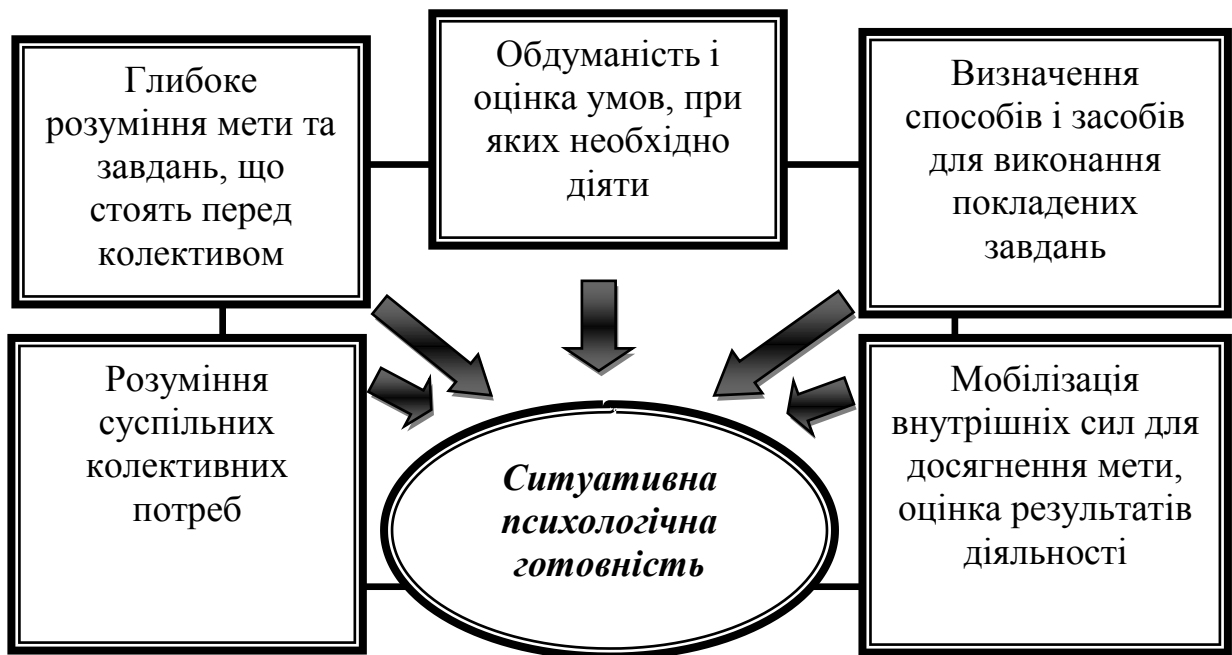 Глибоке
розуміння мети та
завдань, що
стоять перед
колективом
Обдуманість і
оцінка умов, при
яких необхідно
діяти
Визначення
способів і засобів
для виконання
покладених
завдань
Розуміння
суспільних
колективних
потреб
Ситуативна
психологічна
готовність
Мобілізація
внутрішніх сил для
досягнення мети,
оцінка результатів
діяльності